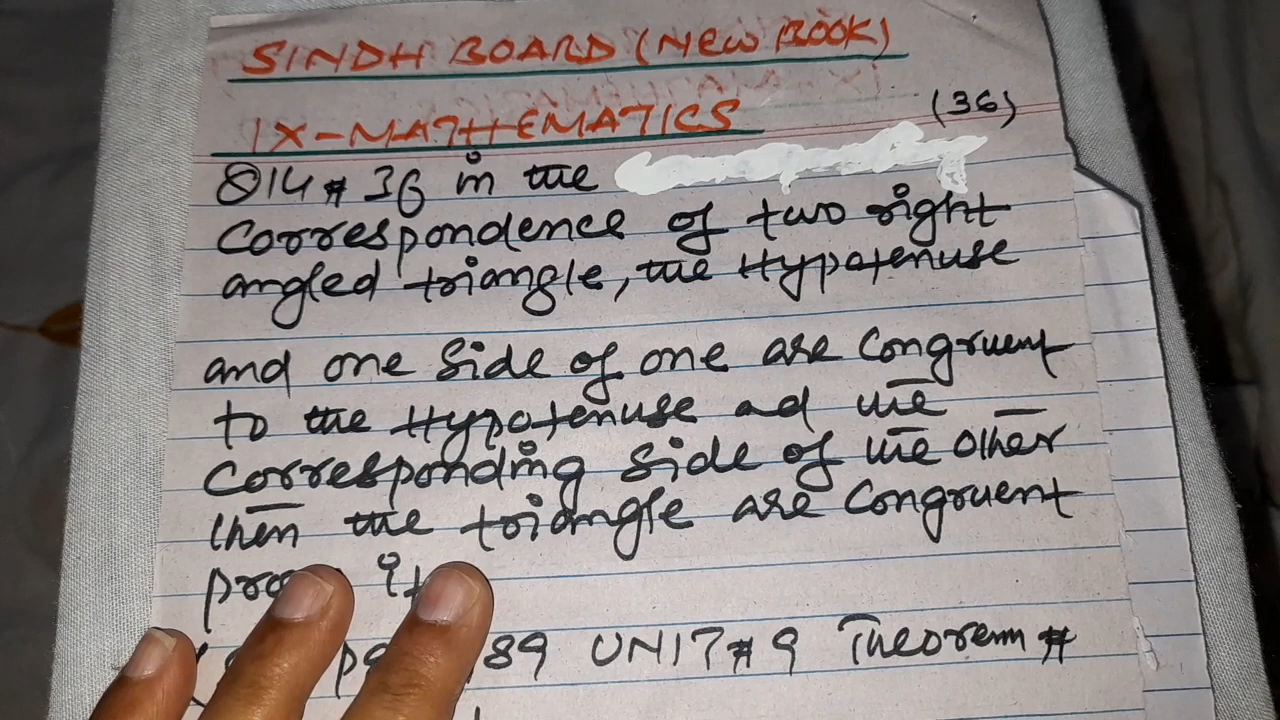 SINDH BOARD (NEW BOOK)
IX-MATHEMATICS (36)
Q14 # 36 in the
Correspondence of two right
angled triangle, the Hypotenuse
and one side of one are congruent
to the Hypotenuse ad the
corresponding side of the other
then the triangle are congruent
it
89 UNIT # 9 Theorem #